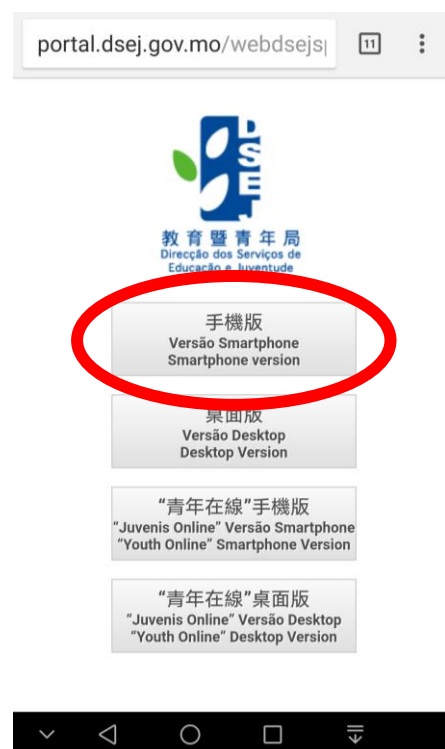 portal.dsej.gov.mo/webdsejsp
11
DSEJ
教育暨青年局
Direcção dos Serviços de
Educação e Juventude
手機版
Versão Smartphone
Smartphone version
桌面版
Versão Desktop
Desktop Version
“青年在線”手機版
“Juvenis Online” Versão Smartphone
“Youth Online” Smartphone Version
“青年在線”桌面版
“Juvenis Online” Versão Desktop
“Youth Online” Desktop Version